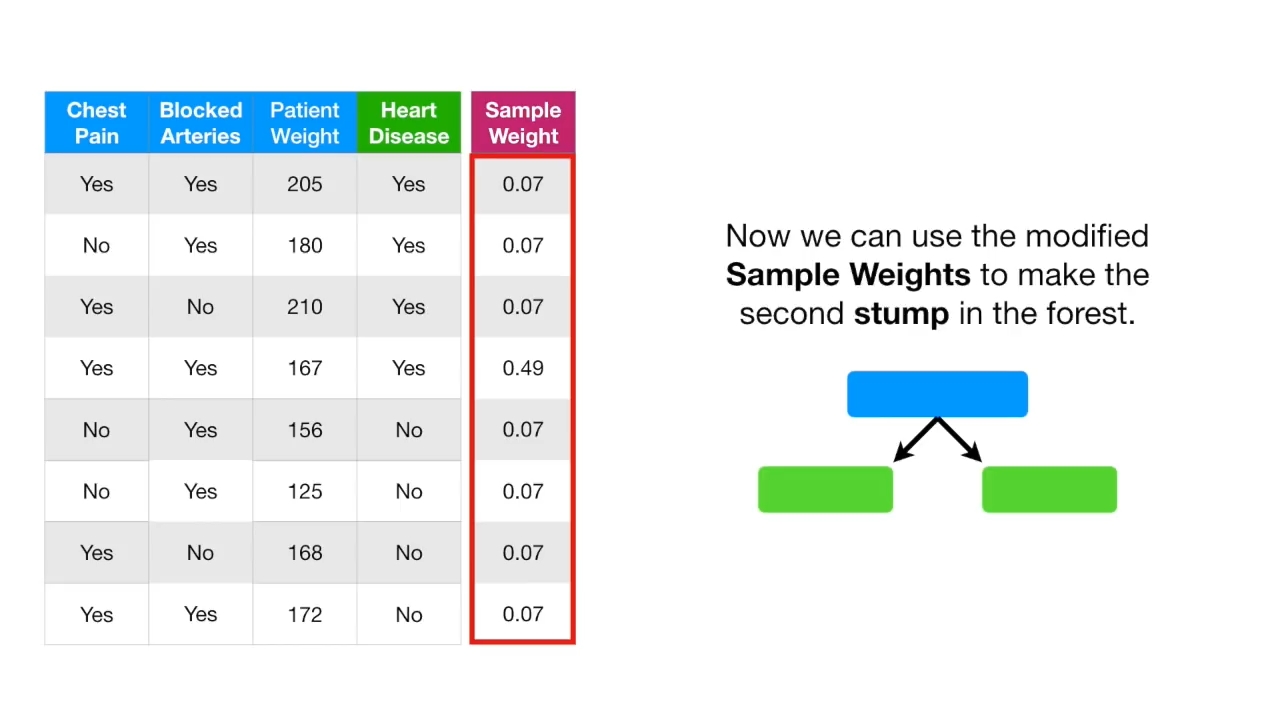 Chest Pain Blocked Arteries Patient Weight Heart Disease Sample Weight
Yes Yes 205 Yes 0.07
No Yes 180 Yes 0.07
Yes No 210 Yes 0.07
Yes Yes 167 Yes 0.49
No Yes 156 No 0.07
No Yes 125 No 0.07
Yes No 168 No 0.07
Yes Yes 172 No 0.07
Now we can use the modified
Sample Weights to make the
second stump in the forest.